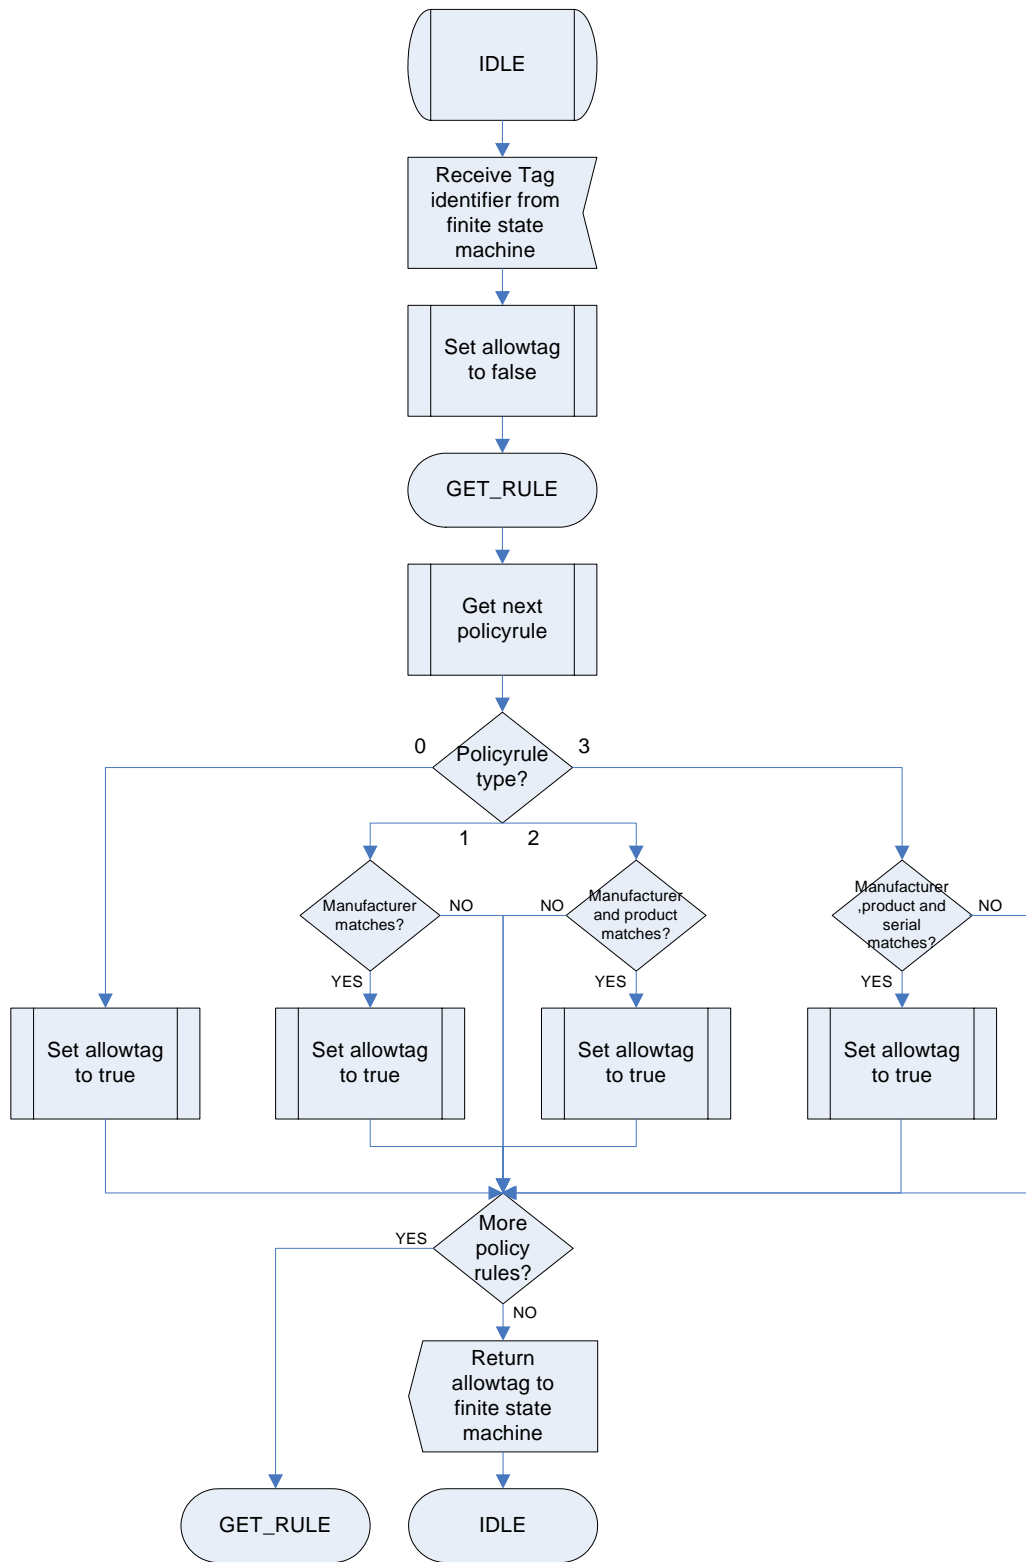 IDLE
Receive Tag
identifier from
finite state
machine
Set allowtag
to false
GET_RULE
Get next
policyrule
0
Policyrule
type?
3
1
2
Manufacturer
matches?
NO
NO
Manufacturer
and product
matches?
Manufacturer
,product and
serial
matches?
NO
YES
YES
YES
Set allowtag
to true
Set allowtag
to true
Set allowtag
to true
Set allowtag
to true
YES
More
policy
rules?
NO
Return
allowtag to
finite state
machine
GET_RULE
IDLE